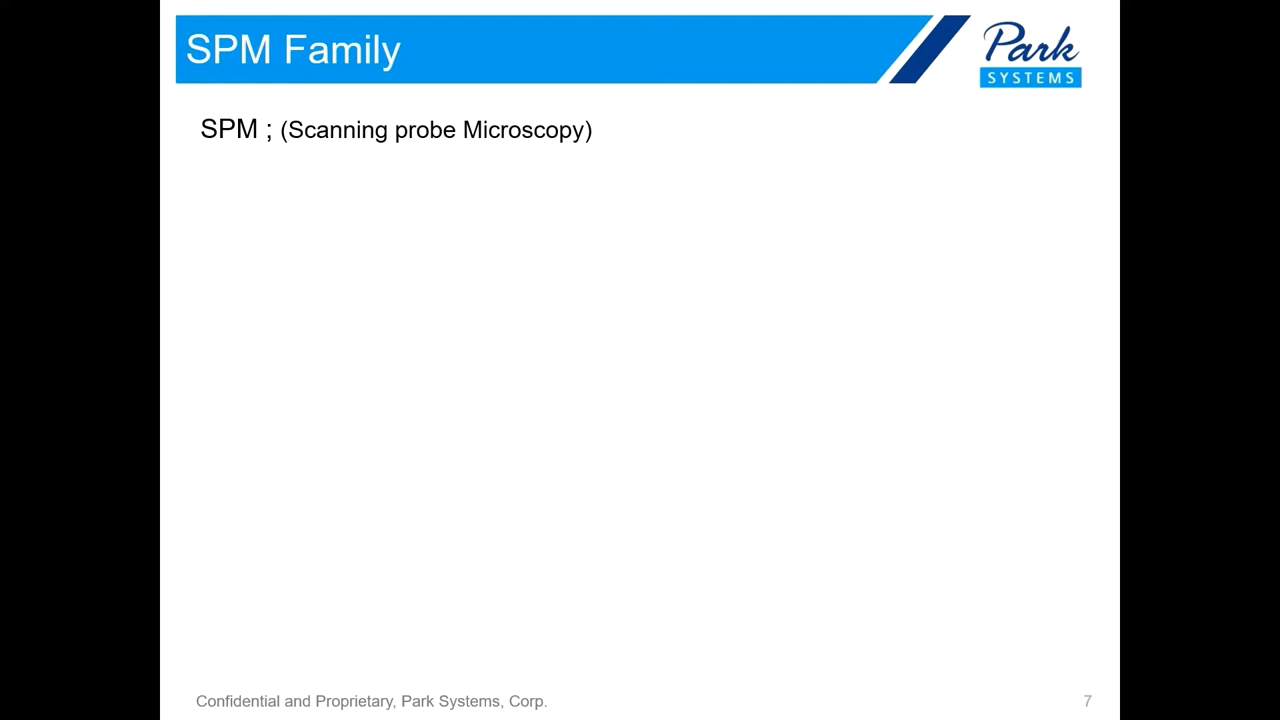 SPM Family
Park
SYSTEMS
SPM ; (Scanning probe Microscopy)
Confidential and Proprietary, Park Systems, Corp.
7